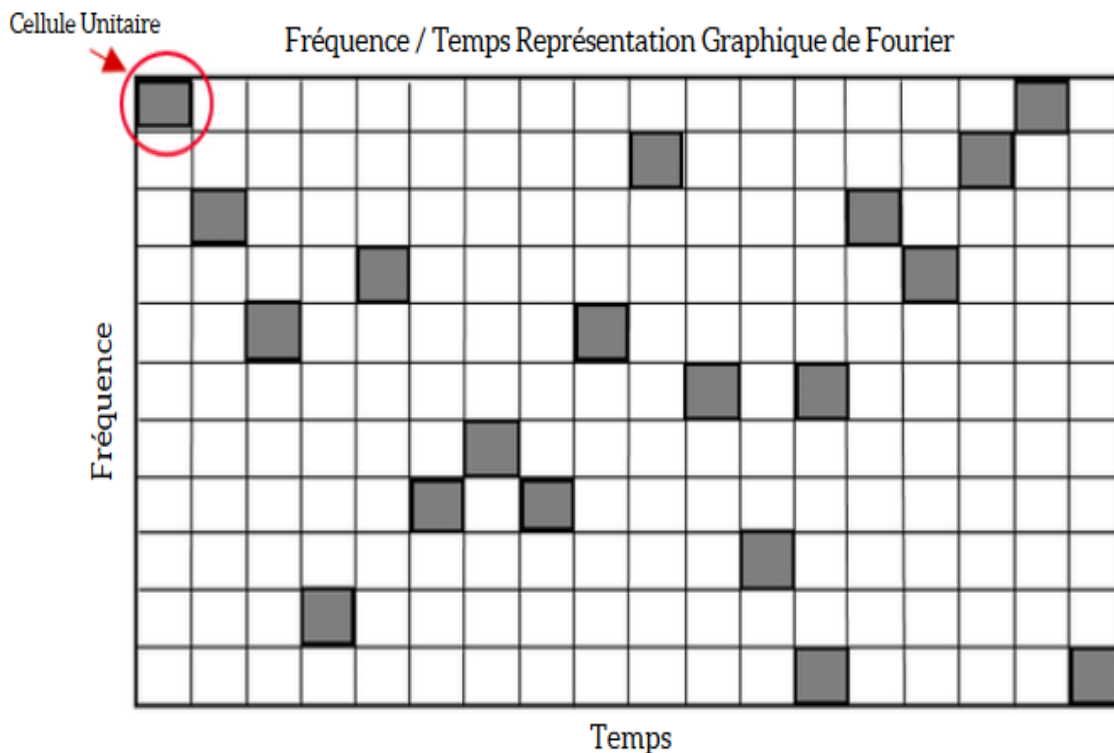 Cellule Unitaire
Fréquence / Temps Représentation Graphique de Fourier
Fréquence
Temps